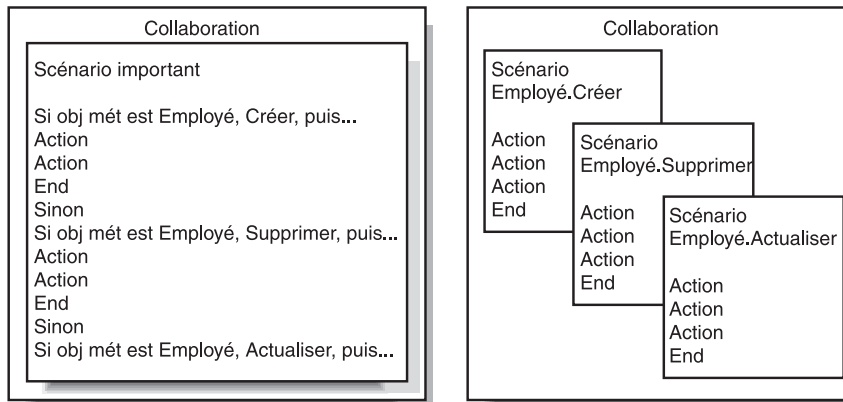 Collaboration
Scénario important
Si obj mét est Employé, Créer, puis...
Action
Action
End
Sinon
Si obj mét est Employé, Supprimer, puis...
Action
Action
End
Sinon
Si obj mét est Employé, Actualiser, puis...
Collaboration
Scénario
Employé.Créer
Action
Action
Action
End
Scénario
Employé.Supprimer
Action
Action
Action
End
Scénario
Employé.Actualiser
Action
Action
Action
End